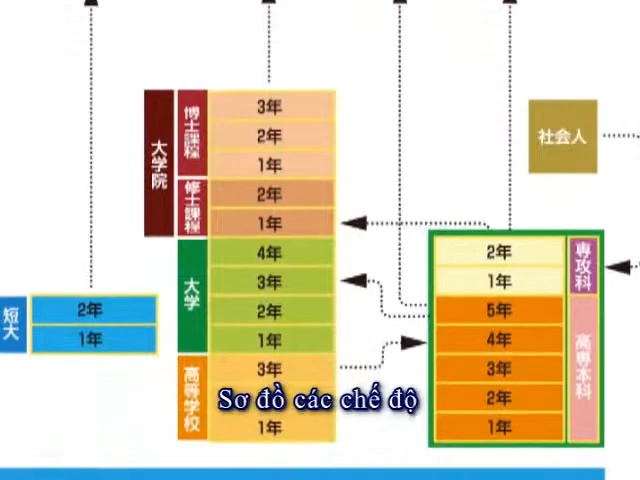 大学院
博士課程
3年
2年
1年
修士課程
2年
1年
大学
4年
3年
2年
1年
高等学校
3年
1年
短大
2年
1年
社会人
専攻科
2年
1年
高専本科
5年
4年
3年
2年
1年
Sơ đồ các chế độ